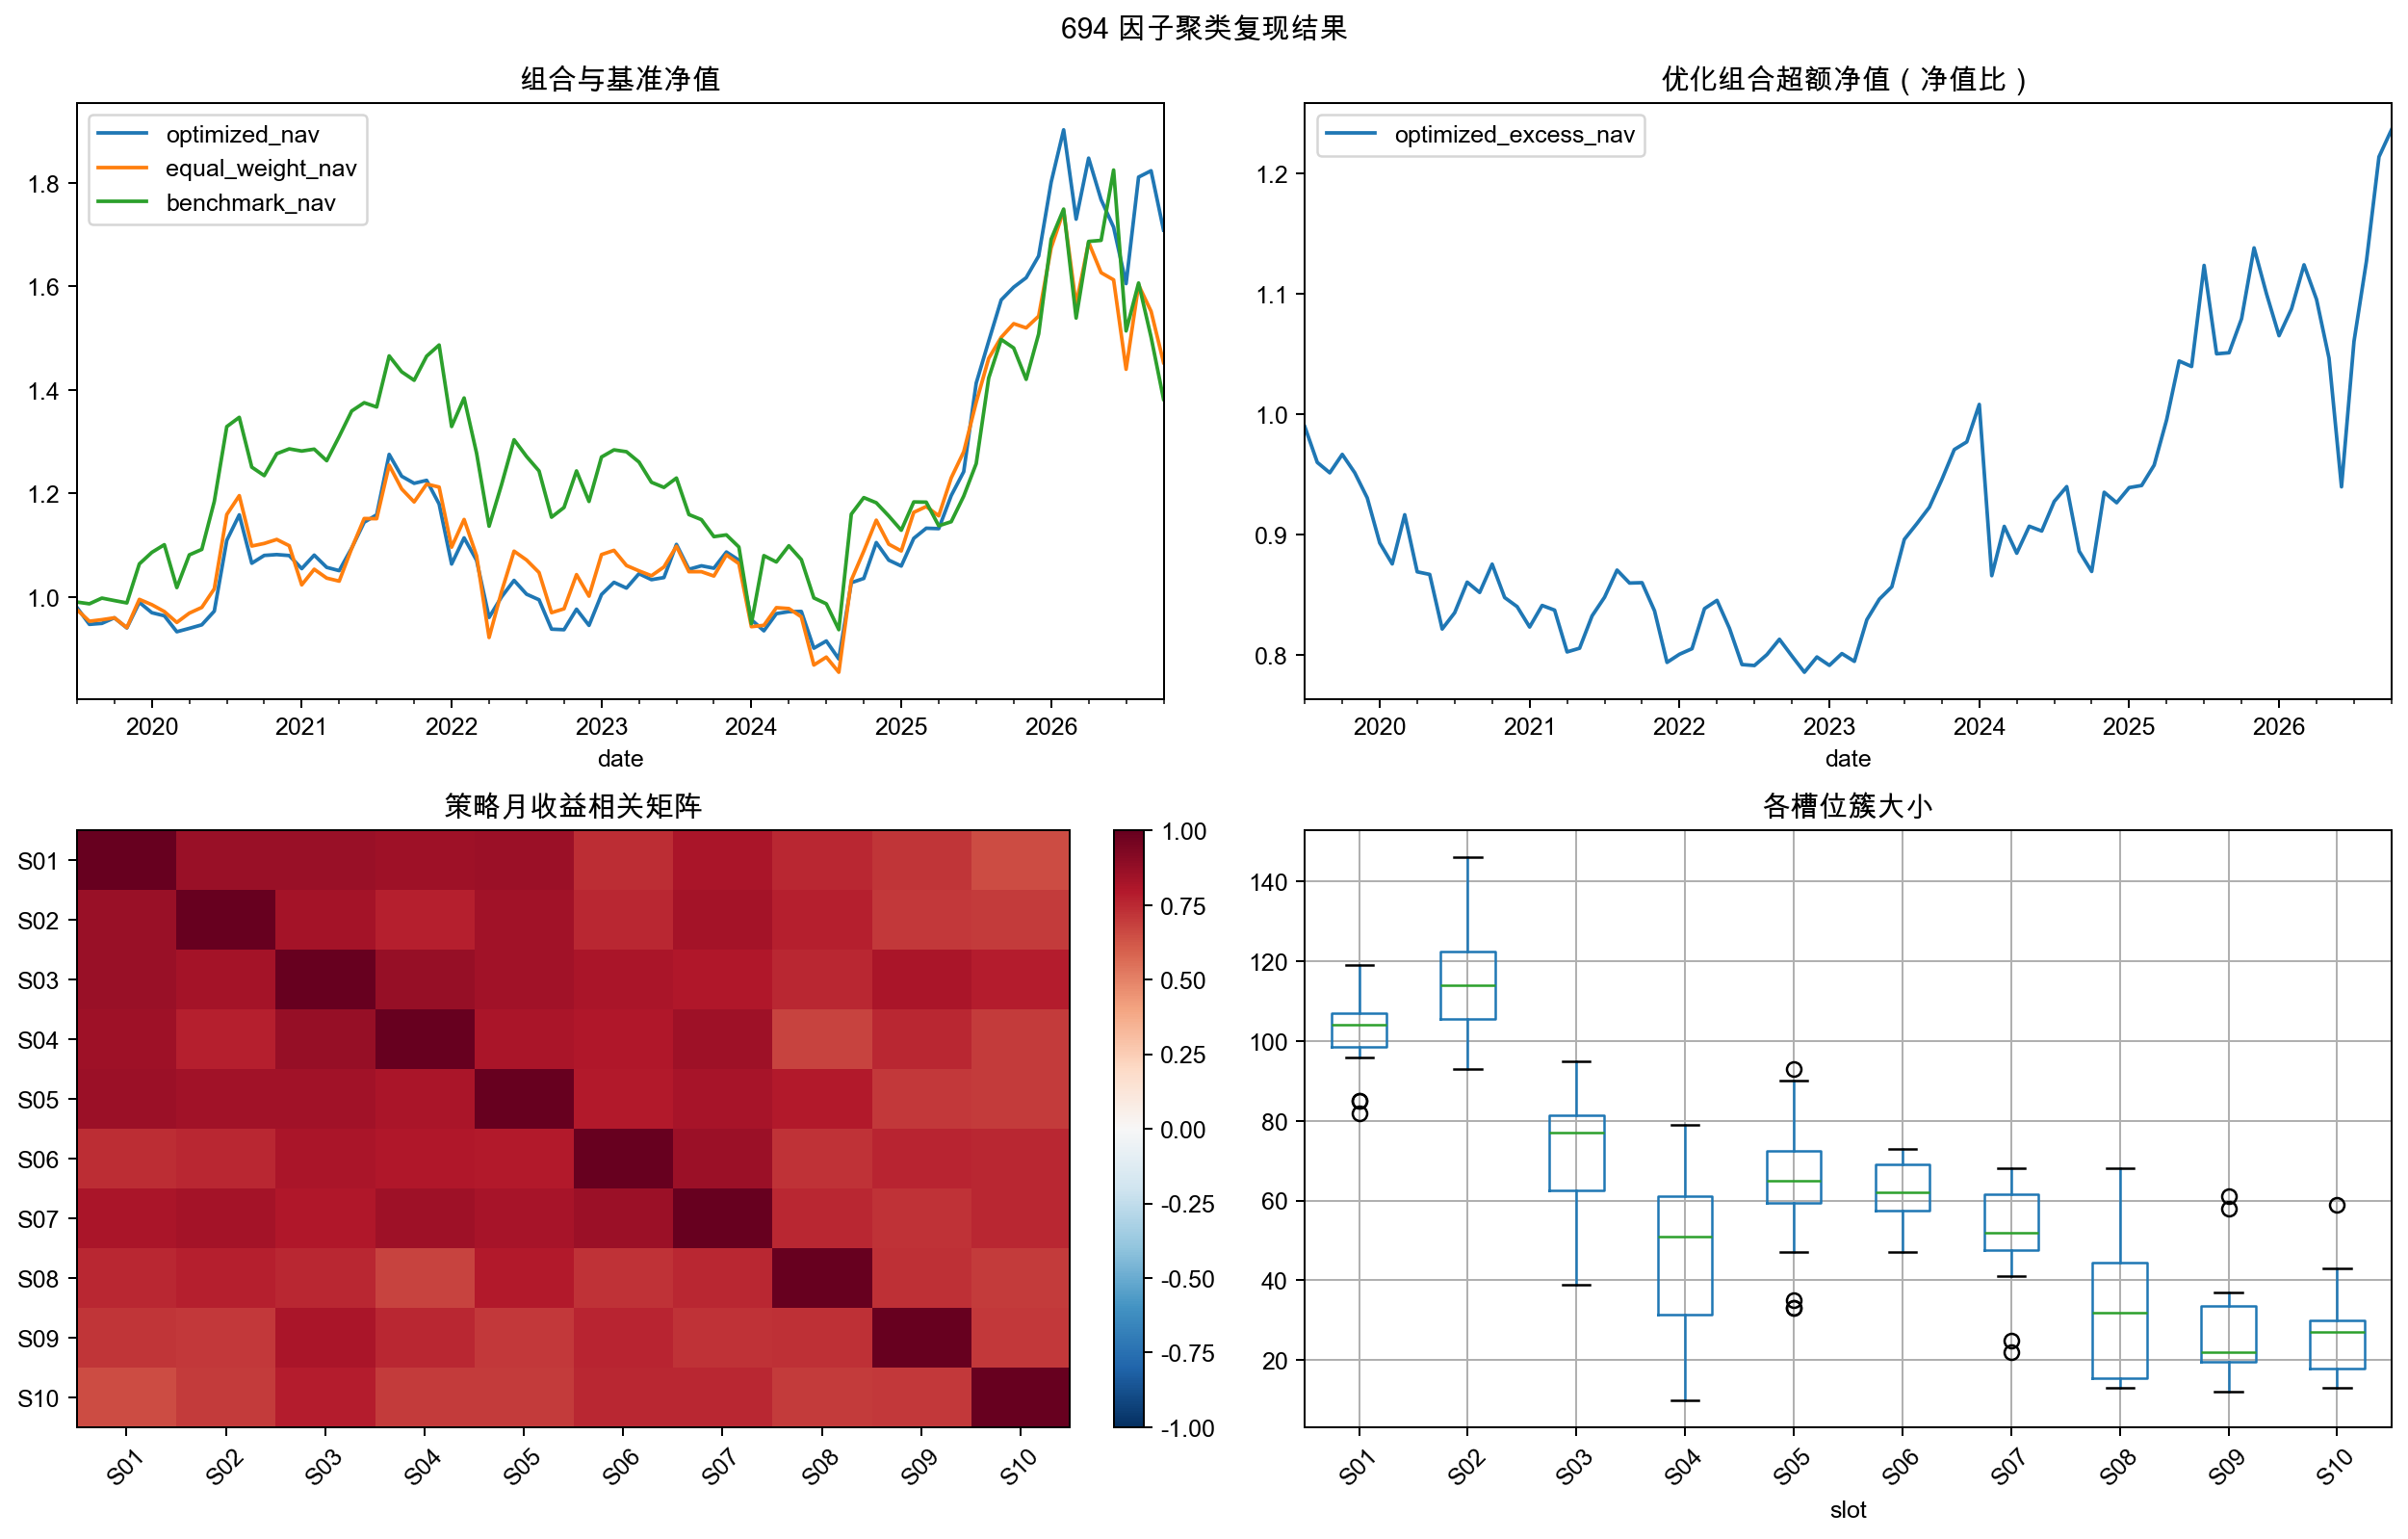 694 因子聚类复现结果
组合与基准净值
optimized_nav
equal_weight_nav
benchmark_nav
1.8
1.6
1.4
1.2
1.0
2020 2021 2022 2023 2024 2025 2026
date
优化组合超额净值（净值比）
optimized_excess_nav
1.2
1.1
1.0
0.9
0.8
2020 2021 2022 2023 2024 2025 2026
date
策略月收益相关矩阵
S01
S02
S03
S04
S05
S06
S07
S08
S09
S10
S01 S02 S03 S04 S05 S06 S07 S08 S09 S10
1.00
0.75
0.50
0.25
0.00
-0.25
-0.50
-0.75
-1.00
各槽位簇大小
140
120
100
80
60
40
20
S01 S02 S03 S04 S05 S06 S07 S08 S09 S10
slot